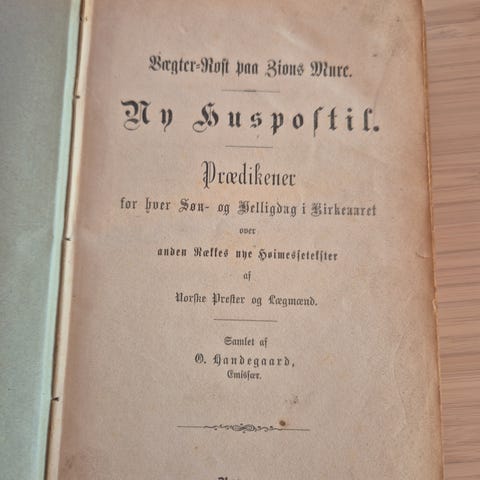 Vægter-Røst paa Zions Mure.
Ny Huspostil.
Prædikener
for hver Søn- og Helligdag i Kirkeaaret
over
anden Rækkes nye Høimessetekster
af
Norske Prester og Lægmænd.
Samlet af
O. Handegaard,
Emissær.